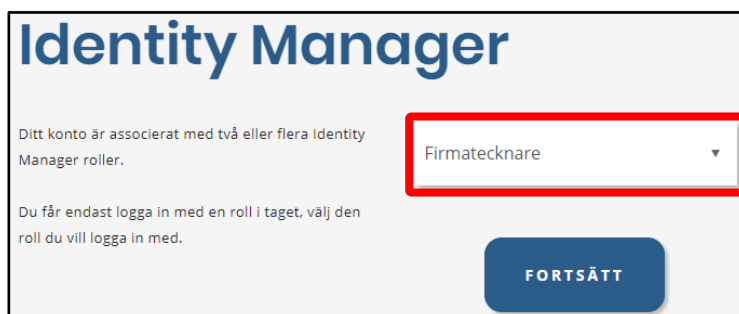 Identity Manager
Ditt konto är associerat med två eller flera Identity
Manager roller.
Firmatecknare
Du får endast logga in med en roll i taget, välj den
roll du vill logga in med.
FORTSÄTT